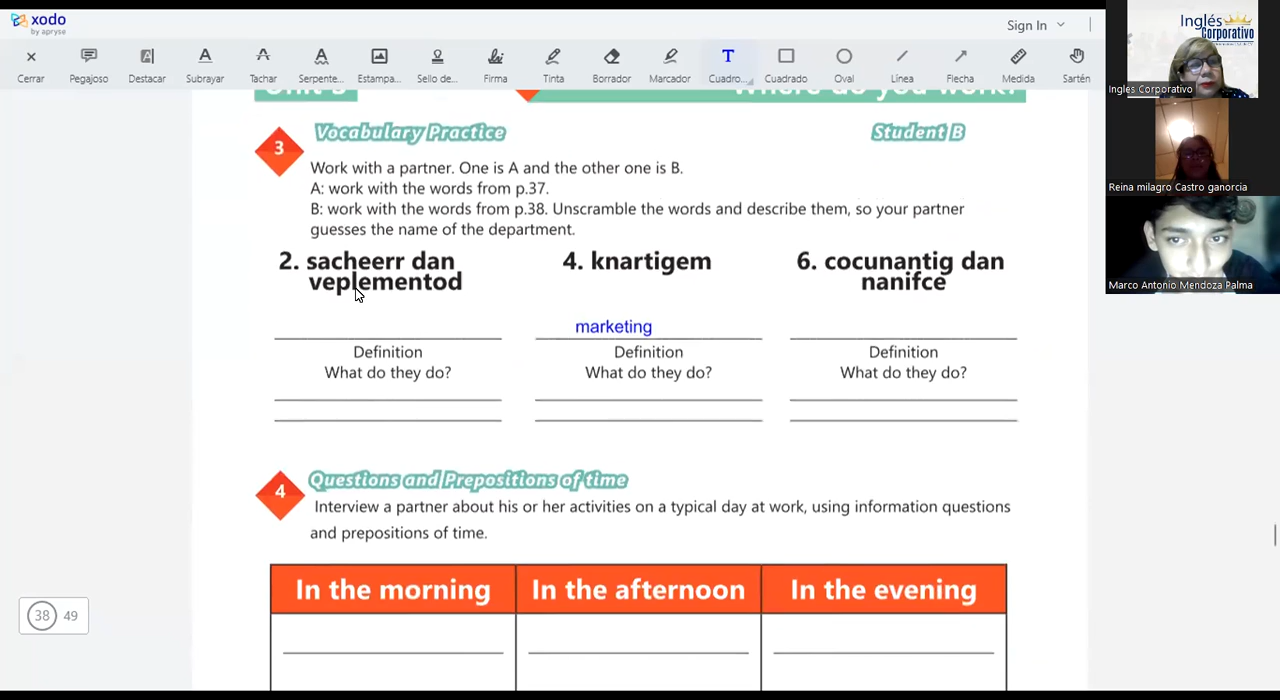 xodo
by apryse
Sign In
Cerrar Pegajoso Destacar Subrayar Tachar Serpente... Estampa... Sello de... Firma Tinta Borrador Marcador Cuadro... Cuadrado Oval Línea Flecha Medida Sartén
Inglés
Corporativo
Ingles Corporativo
Reina milagro Castro ganorcia
Marco Antonio Mendoza Palma
Where do you work?
3
Vocabulary Practice
Student B
Work with a partner. One is A and the other one is B.
A: work with the words from p.37.
B: work with the words from p.38. Unscramble the words and describe them, so your partner
guesses the name of the department.
2. sacheerr dan
veplementod
4. knartigem
6. cocunantig dan
nanifce
marketing
Definition
What do they do?
Definition
What do they do?
Definition
What do they do?
4
Questions and Prepositions of time
Interview a partner about his or her activities on a typical day at work, using information questions
and prepositions of time.
In the morning In the afternoon In the evening
38 49